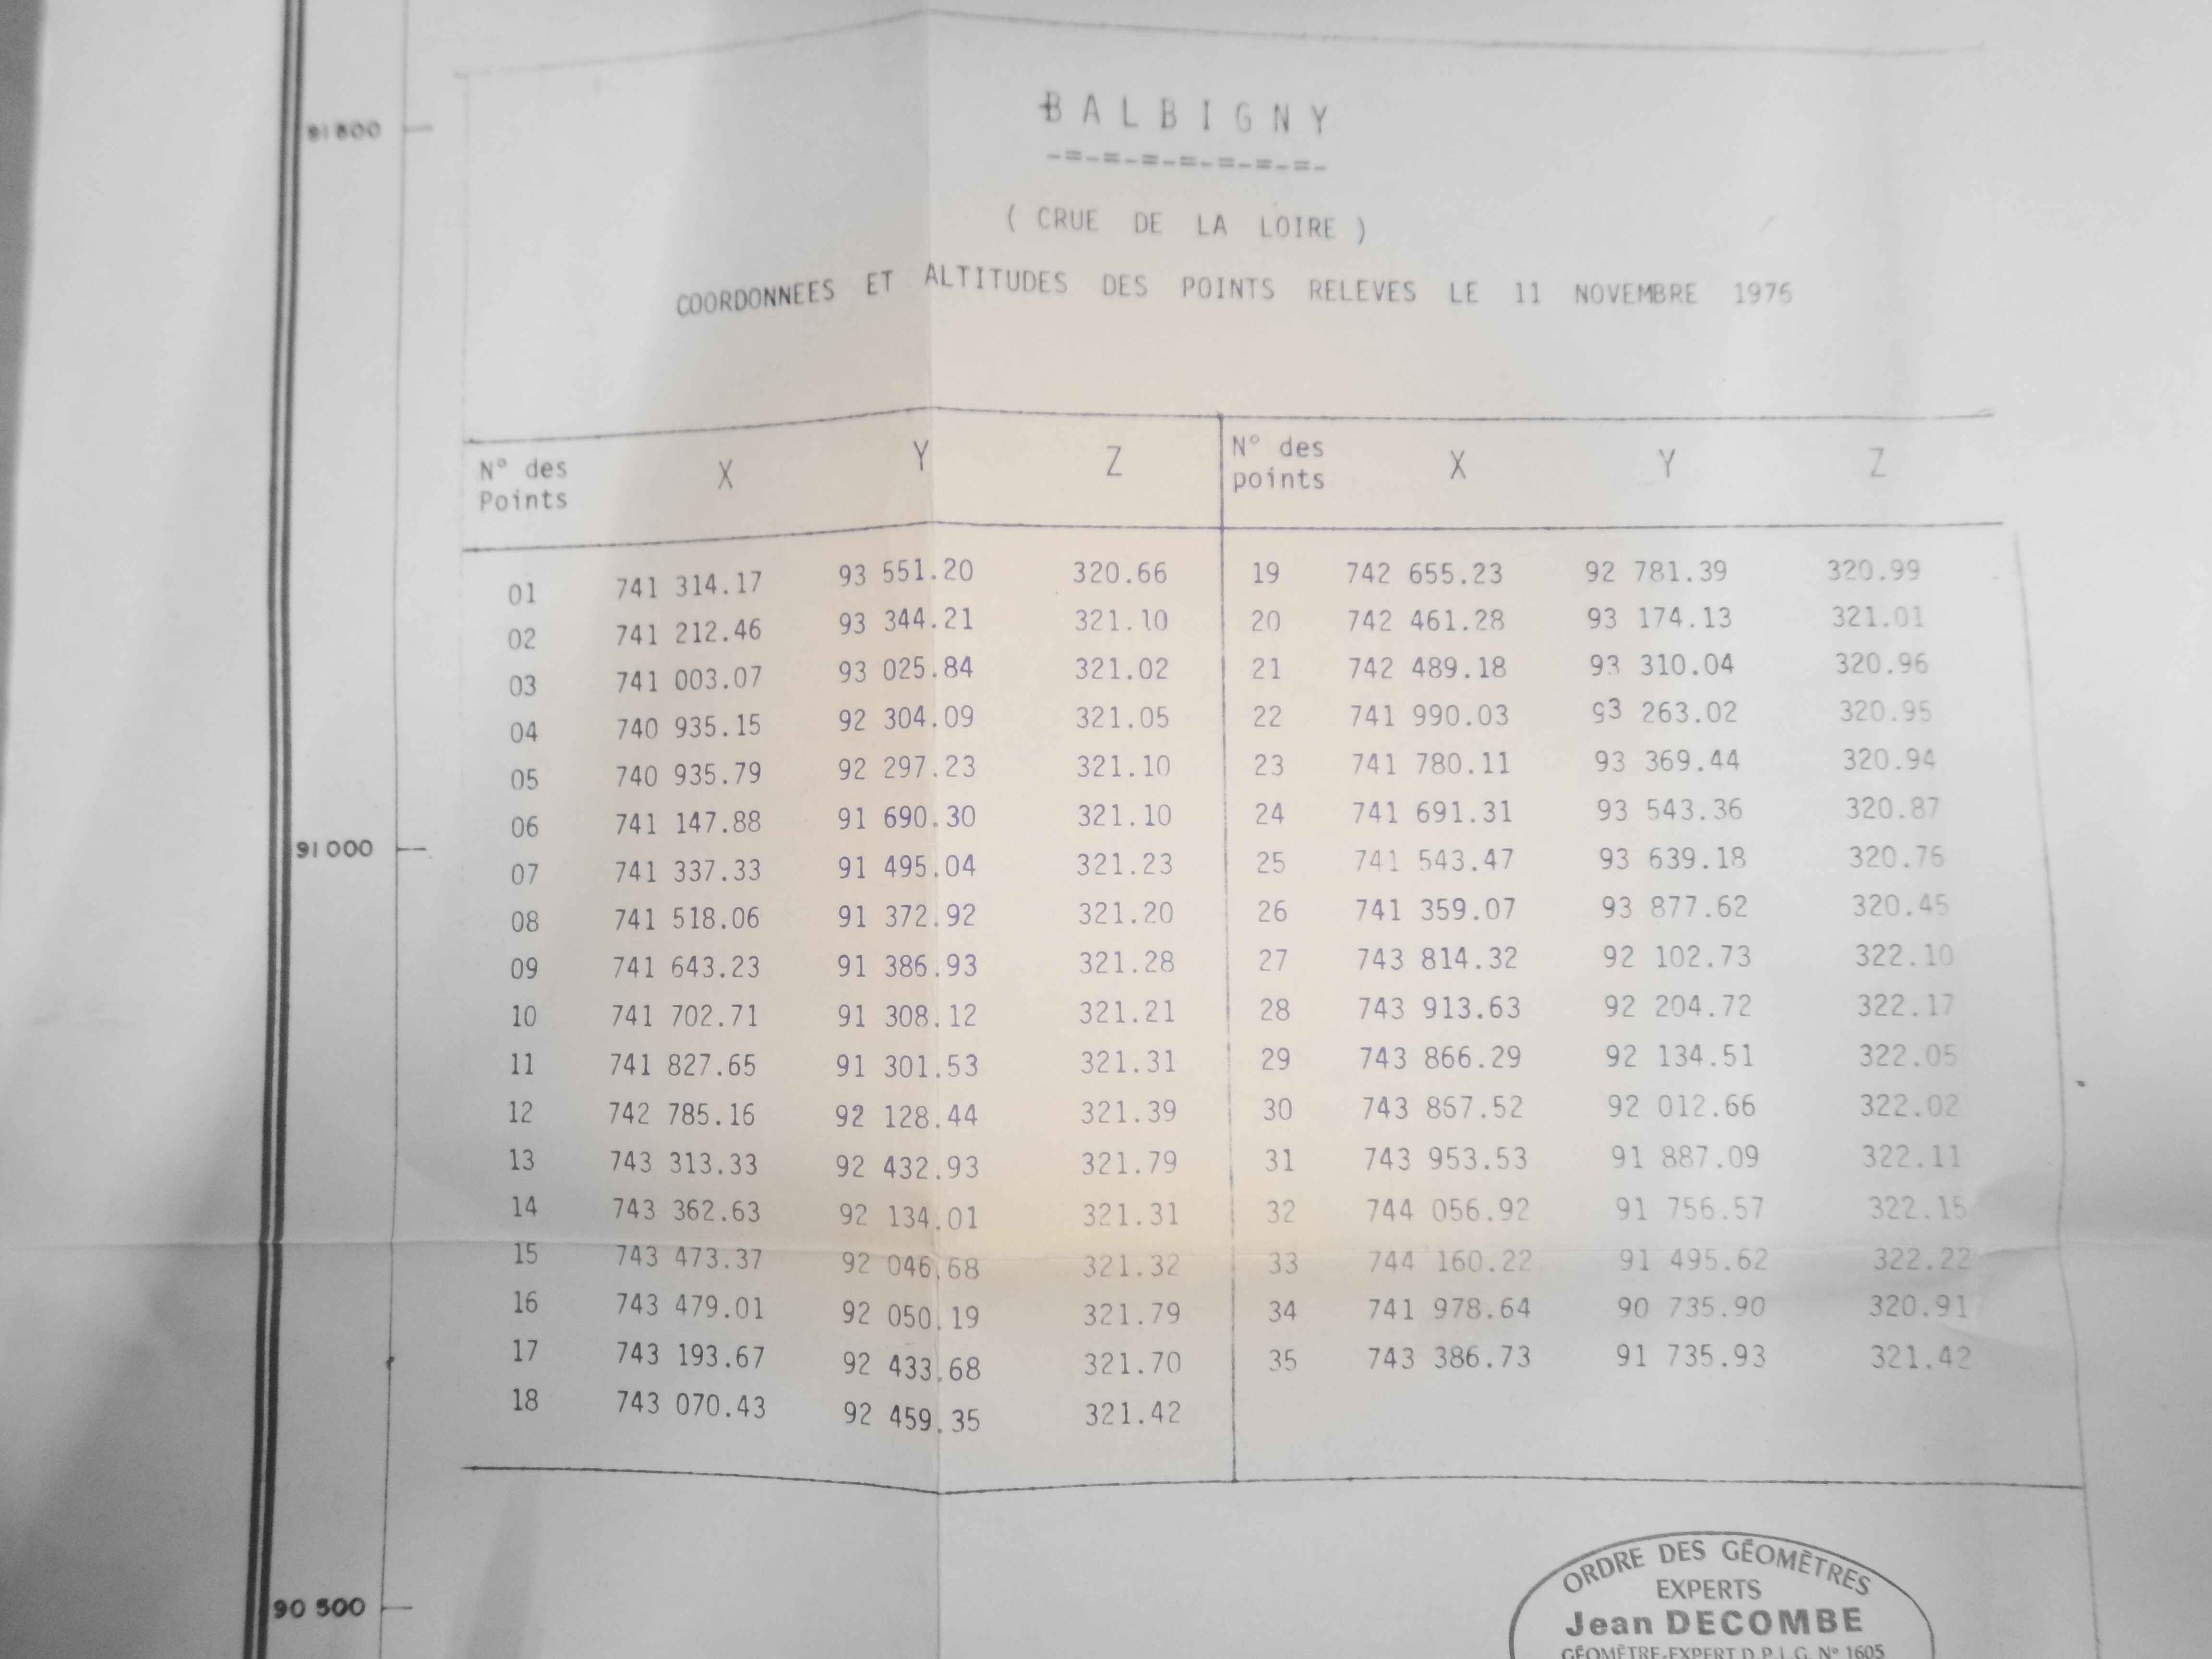 91500
BALBIGNY
-=-=-=-=-=-=-=-
( CRUE DE LA LOIRE )
COORDONNEES ET ALTITUDES DES POINTS RELEVES LE 11 NOVEMBRE 1976
N° des Points X Y Z N° des points X Y Z
01 741 314.17 93 551.20 320.66 19 742 655.23 92 781.39 320.99
02 741 212.46 93 344.21 321.10 20 742 461.28 93 174.13 321.01
03 741 003.07 93 025.84 321.02 21 742 489.18 93 310.04 320.96
04 740 935.15 92 304.09 321.05 22 741 990.03 93 263.02 320.95
05 740 935.79 92 297.23 321.10 23 741 780.11 93 369.44 320.94
06 741 147.88 91 690.30 321.10 24 741 691.31 93 543.36 320.87
91000
07 741 337.33 91 495.04 321.23 25 741 543.47 93 639.18 320.76
08 741 518.06 91 372.92 321.20 26 741 359.07 93 877.62 320.45
09 741 643.23 91 386.93 321.28 27 743 814.32 92 102.73 322.10
10 741 702.71 91 308.12 321.21 28 743 913.63 92 204.72 322.17
11 741 827.65 91 301.53 321.31 29 743 866.29 92 134.51 322.05
12 742 785.16 92 128.44 321.39 30 743 867.52 92 012.66 322.02
13 743 313.33 92 432.93 321.79 31 743 953.53 91 887.09 322.11
14 743 362.63 92 134.01 321.31 32 744 056.92 91 756.57 322.15
15 743 473.37 92 046.68 321.32 33 744 160.22 91 495.62 322.22
16 743 479.01 92 050.19 321.79 34 741 978.64 90 735.90 320.91
17 743 193.67 92 433.68 321.70 35 743 386.73 91 735.93 321.42
18 743 070.43 92 459.35 321.42
90 500
ORDRE DES GÉOMÈTRES
EXPERTS
Jean DECOMBE
GÉOMÈTRE-EXPERT D.P.L.G. N° 1605